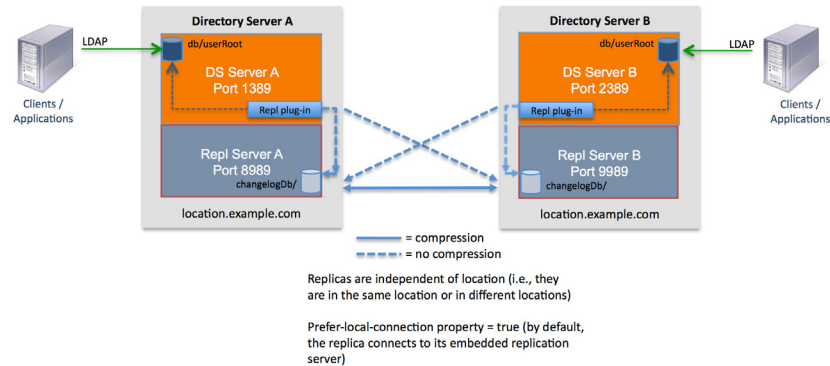 Directory Server A
Directory Server B
LDAP
db/userRoot
db/userRoot
LDAP
DS Server A
Port 1389
DS Server B
Port 2389
Clients /
Applications
Clients /
Applications
Repl plug-in
Repl plug-in
Repl Server A
Port 8989
Repl Server B
Port 9989
changelogDb/
changelogDb/
location.example.com
location.example.com
= compression
= no compression
Replicas are independent of location (i.e., they
are in the same location or in different locations)
Prefer-local-connection property = true (by default,
the replica connects to its embedded replication
server)